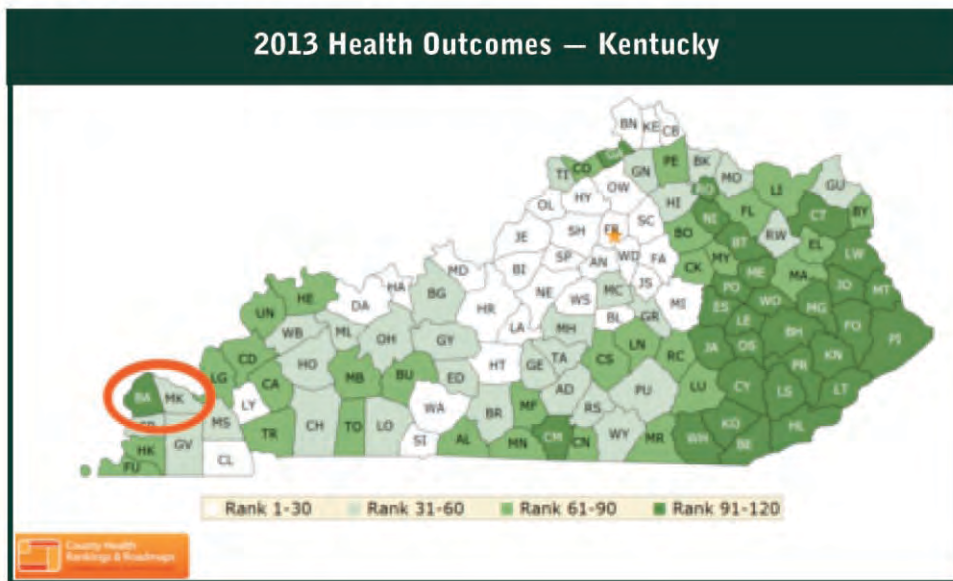 2013 Health Outcomes — Kentucky
BN KE CB
TI CO GN PE BK MO LI GU
OL HY OW HI FL CT BY
JE SH FR SC BO NI BT RW EL LW
MD BI SP AN WD FA CK MY ME MA JO MT
UN HE DA HA BG HR NE WS MC JS MI PO WO MG
WB ML OH GY LA MH BL GR ES LE BH FO PI
LG CD CA HO MB BU ED HT GE TA CS LN RC JA OS PR KN
BA MK LY WA BR AD PU LU CY LS LT
MS CH TO LO SI MF RS WY KO HL
HK GV TR AL MN CM CN MR WH BE
FU CL
Rank 1-30 Rank 31-60 Rank 61-90 Rank 91-120
County Health
Rankings & Roadmaps